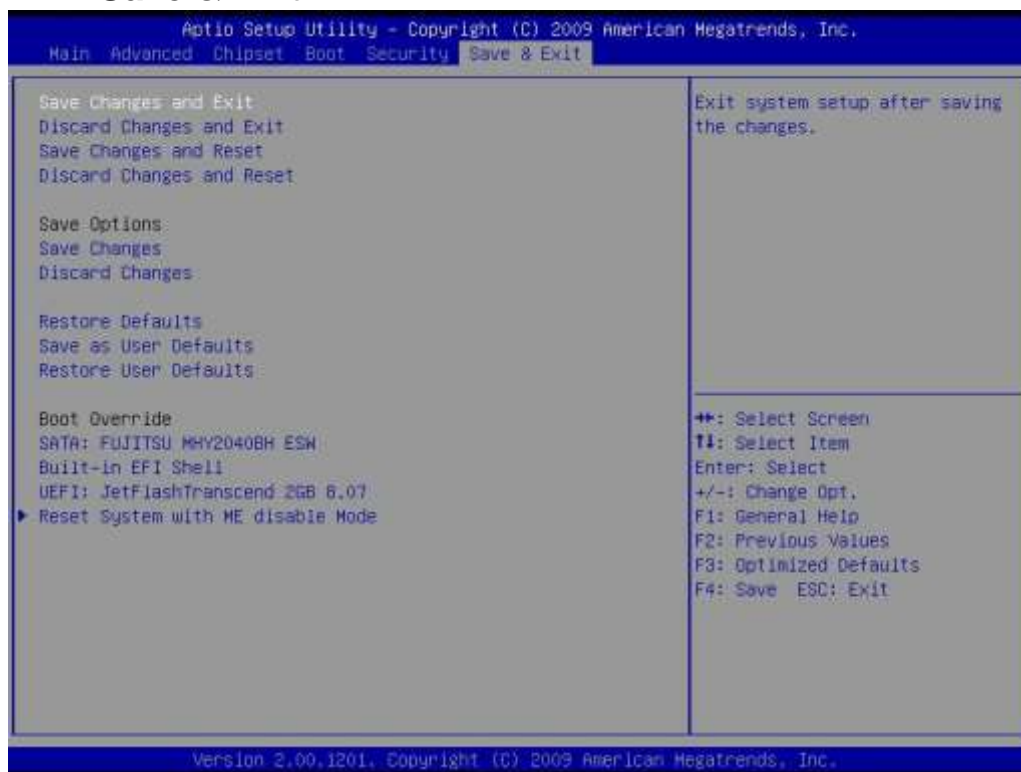 Aptio Setup Utility - Copyright (C) 2009 American Megatrends, Inc.
Main Advanced Chipset Boot Security Save & Exit
Save Changes and Exit
Discard Changes and Exit
Save Changes and Reset
Discard Changes and Reset
Save Options
Save Changes
Discard Changes
Restore Defaults
Save as User Defaults
Restore User Defaults
Boot Override
SATA: FUJITSU MHY2040BH ESW
Built-in EFI Shell
UEFI: JetFlashTranscend 2GB 8.07
Reset System with ME disable Mode
Exit system setup after saving
the changes.
→←: Select Screen
↑↓: Select Item
Enter: Select
+/-: Change Opt.
F1: General Help
F2: Previous Values
F3: Optimized Defaults
F4: Save ESC: Exit
Version 2.00.1201. Copyright (C) 2009 American Megatrends, Inc.